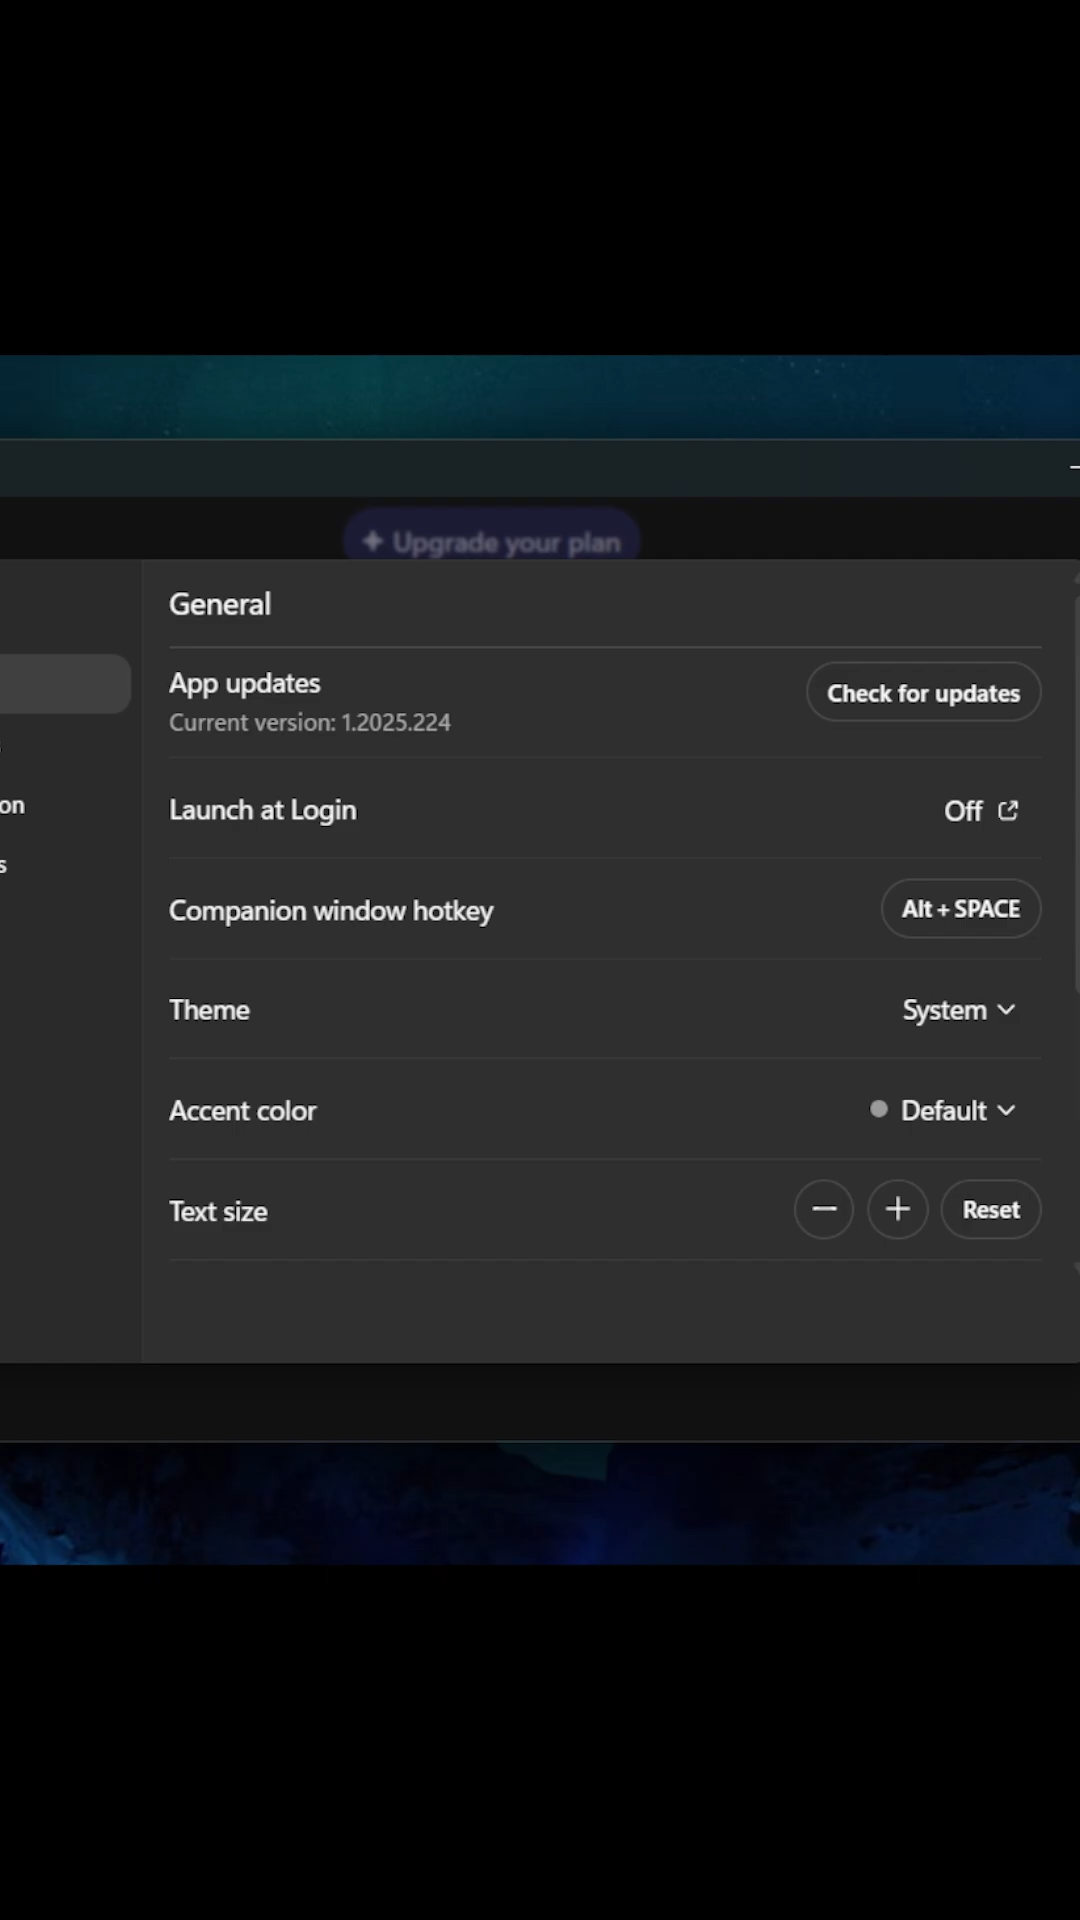 Upgrade your plan
General
App updates
Check for updates
Current version: 1.2025.224
on
s
Launch at Login
Off
Companion window hotkey
Alt + SPACE
Theme
System
Accent color
Default
Text size
Reset